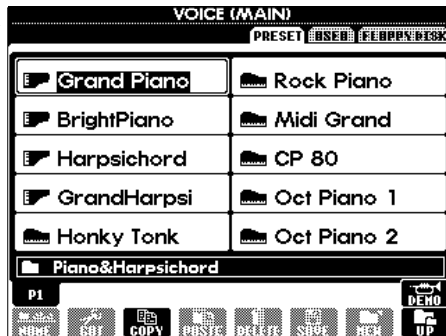 VOICE (MAIN)
PRESET USER FLOPPY DISK
Grand Piano Rock Piano
BrightPiano Midi Grand
Harpsichord CP 80
GrandHarpsi Oct Piano 1
Honky Tonk Oct Piano 2
Piano&Harpsichord
P1 DEMO
NAME CUT COPY PASTE DELETE SAVE NEW UP